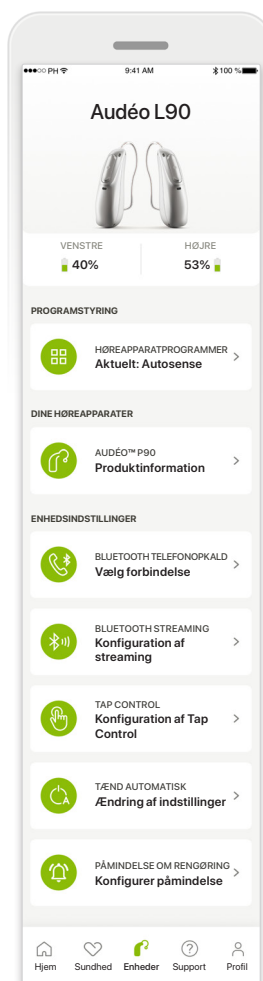 ●●●○○ PH 9:41 AM 100 %
Audéo L90
VENSTRE HØJRE
40% 53%
PROGRAMSTYRING
HØREAPPARATPROGRAMMER
Aktuelt: Autosense
DINE HØREAPPARATER
AUDÉO™ P90
Produktinformation
ENHEDSINDSTILLINGER
BLUETOOTH TELEFONOPKALD
Vælg forbindelse
BLUETOOTH STREAMING
Konfiguration af
streaming
TAP CONTROL
Konfiguration af Tap
Control
TÆND AUTOMATISK
Ændring af indstillinger
PÅMINDELSE OM RENGØRING
Konfigurer påmindelse
Hjem Sundhed Enheder Support Profil